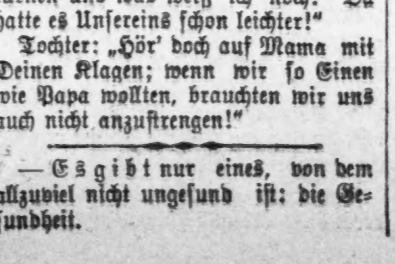 hatte es Unsereins schon leichter!“
Tochter: „Hör’ doch auf Mama mit
Deinen Klagen; wenn wir so Einen
wie Papa wollten, brauchten wir uns
auch nicht anzustrengen!“
— Es gibt nur eines, von dem
allzuviel nicht ungesund ist: die Ge-
sundheit.